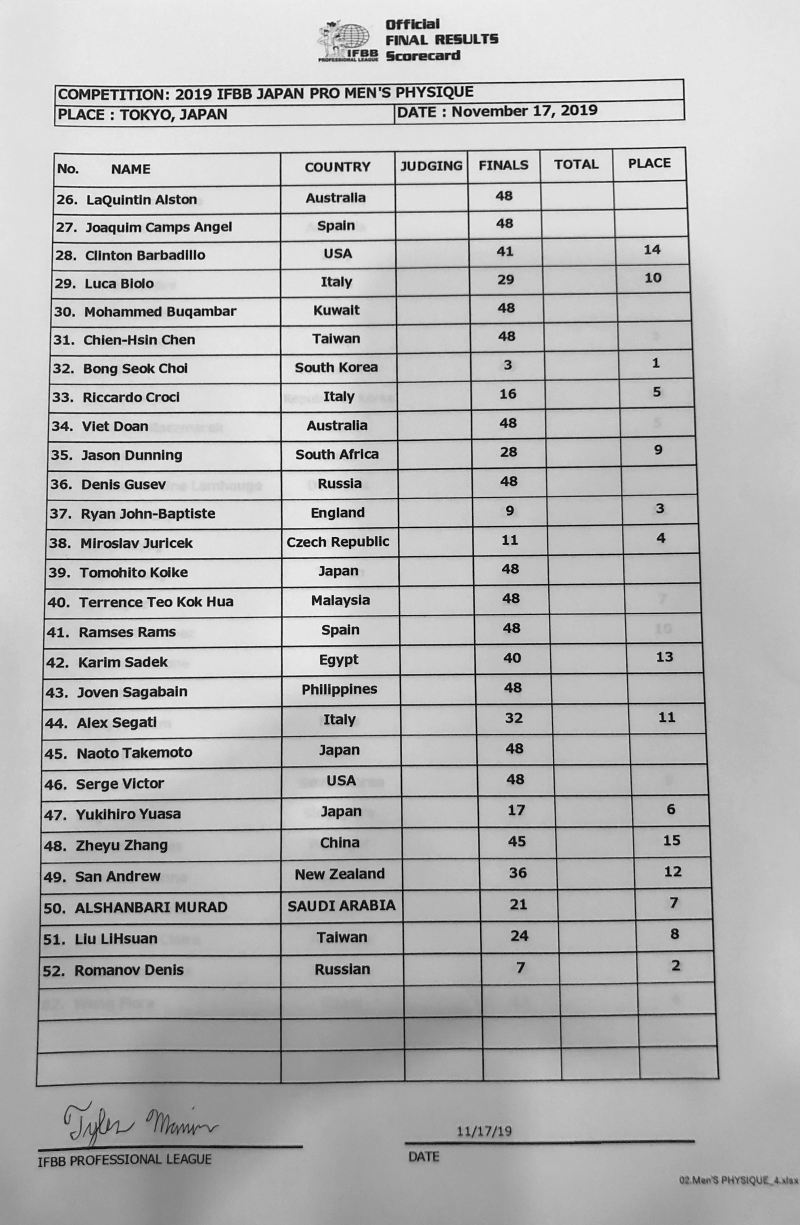 Official
FINAL RESULTS
Scorecard
IFBB
PROFESSIONAL LEAGUE
COMPETITION: 2019 IFBB JAPAN PRO MEN'S PHYSIQUE
PLACE : TOKYO, JAPAN DATE : November 17, 2019
No. NAME COUNTRY JUDGING FINALS TOTAL PLACE
26. LaQuintin Alston Australia 48
27. Joaquim Camps Angel Spain 48
28. Clinton Barbadillo USA 41 14
29. Luca Biolo Italy 29 10
30. Mohammed Buqambar Kuwait 48
31. Chien-Hsin Chen Taiwan 48
32. Bong Seok Choi South Korea 3 1
33. Riccardo Croci Italy 16 5
34. Viet Doan Australia 48
35. Jason Dunning South Africa 28 9
36. Denis Gusev Russia 48
37. Ryan John-Baptiste England 9 3
38. Miroslav Juricek Czech Republic 11 4
39. Tomohito Koike Japan 48
40. Terrence Teo Kok Hua Malaysia 48
41. Ramses Rams Spain 48
42. Karim Sadek Egypt 40 13
43. Joven Sagabain Philippines 48
44. Alex Segati Italy 32 11
45. Naoto Takemoto Japan 48
46. Serge Victor USA 48
47. Yukihiro Yuasa Japan 17 6
48. Zheyu Zhang China 45 15
49. San Andrew New Zealand 36 12
50. ALSHANBARI MURAD SAUDI ARABIA 21 7
51. Liu LiHsuan Taiwan 24 8
52. Romanov Denis Russian 7 2
Tyler Manion 11/17/19
IFBB PROFESSIONAL LEAGUE DATE
02.Men'S PHYSIQUE_4.xlsx